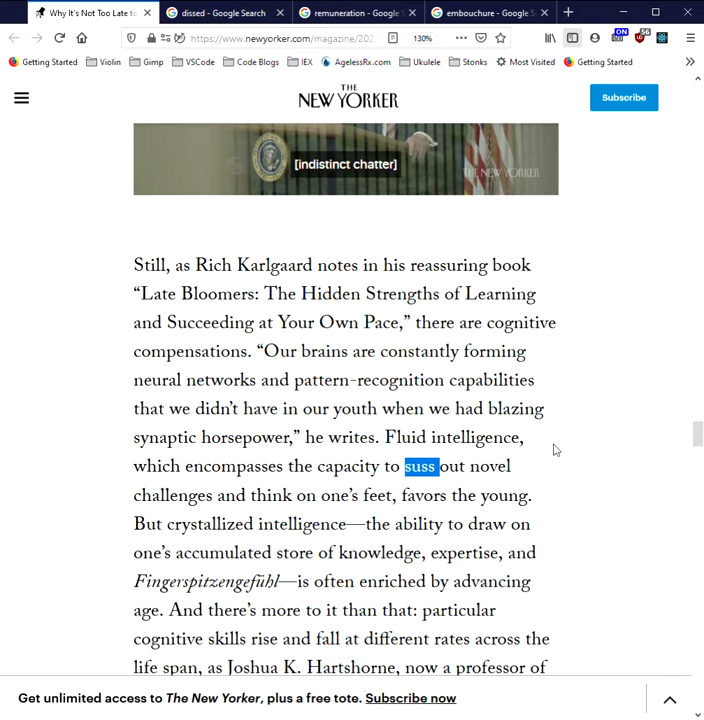 Why It's Not Too Late to
dissed - Google Search
remuneration - Google S
embouchure - Google Se
https://www.newyorker.com/magazine/202
130%
ON
56
Getting Started
Violin
Gimp
VSCode
Code Blogs
IEX
AgelessRx.com
Ukulele
Stonks
Most Visited
Getting Started
THE
NEW YORKER
Subscribe
[indistinct chatter]
THE NEW YORKER
Still, as Rich Karlgaard notes in his reassuring book
“Late Bloomers: The Hidden Strengths of Learning
and Succeeding at Your Own Pace,” there are cognitive
compensations. “Our brains are constantly forming
neural networks and pattern-recognition capabilities
that we didn’t have in our youth when we had blazing
synaptic horsepower,” he writes. Fluid intelligence,
which encompasses the capacity to suss out novel
challenges and think on one’s feet, favors the young.
But crystallized intelligence—the ability to draw on
one’s accumulated store of knowledge, expertise, and
Fingerspitzengefühl—is often enriched by advancing
age. And there’s more to it than that: particular
cognitive skills rise and fall at different rates across the
life span, as Joshua K. Hartshorne, now a professor of
Get unlimited access to The New Yorker, plus a free tote. Subscribe now